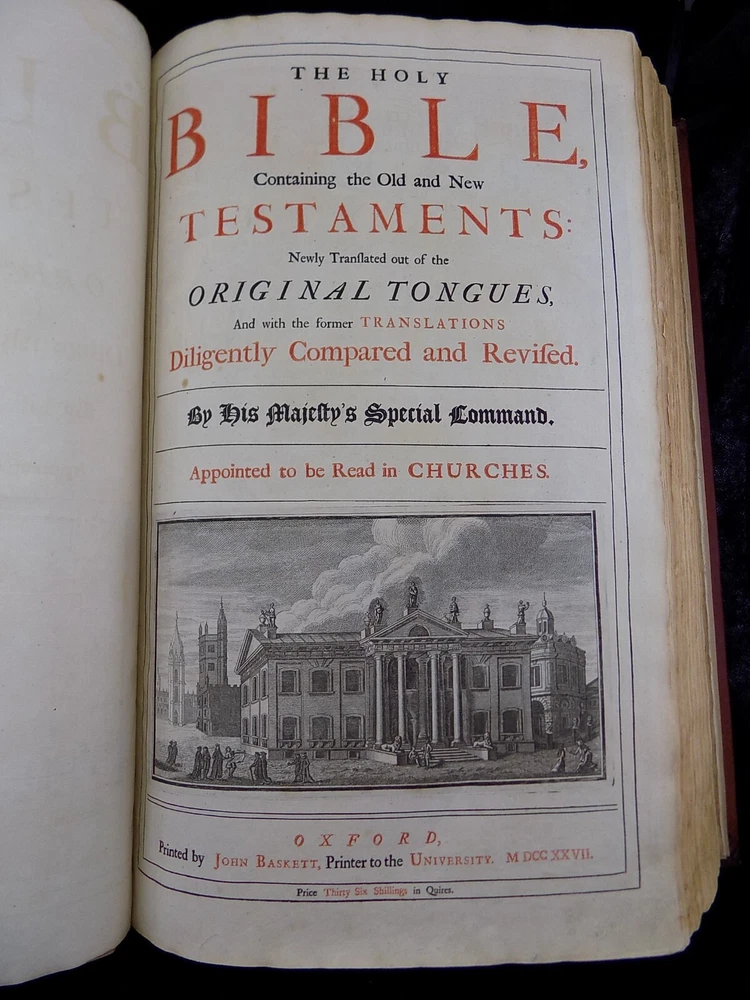 THE HOLY
BIBLE,
Containing the Old and New
TESTAMENTS:
Newly Tranſlated out of the
ORIGINAL TONGUES,
And with the former TRANSLATIONS
Diligently Compared and Reviſed.
By His Majeſty's Special Command.
Appointed to be Read in CHURCHES.
OXFORD,
Printed by JOHN BASKETT, Printer to the UNIVERSITY. MDCCXXVII.
Price Thirty Six Shillings in Quires.